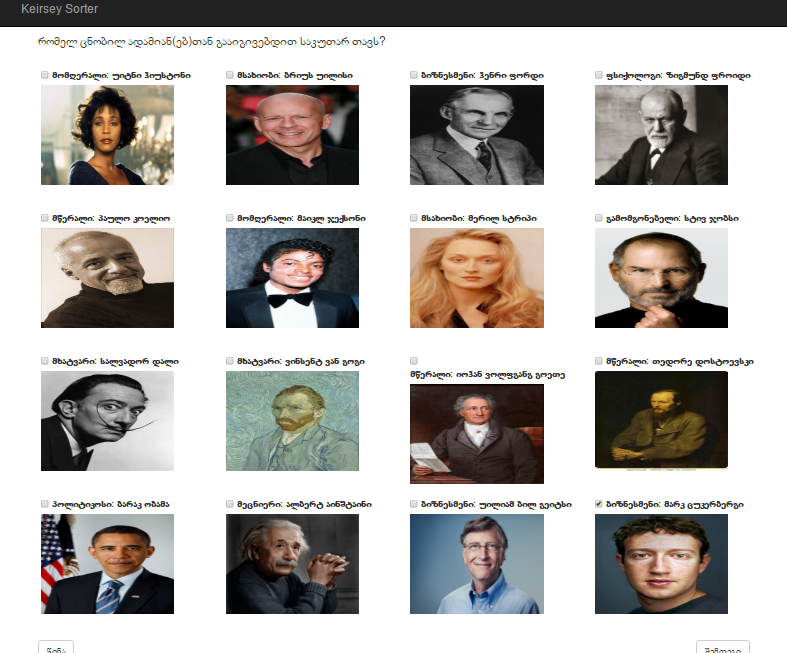 Keirsey Sorter
რომელ ცნობილ ადამიან(ებ)თან გააიგივებდით საკუთარ თავს?
მომღერალი: უიტნი ჰიუსტონი
მსახიობი: ბრიუს უილისი
ბიზნესმენი: ჰენრი ფორდი
ფსიქოლოგი: ზიგმუნდ ფროიდი
მწერალი: პაულო კოელიო
მომღერალი: მაიკლ ჯექსონი
მსახიობი: მერილ სტრიპი
გამომგონებელი: სტივ ჯობსი
მხატვარი: სალვადორ დალი
მხატვარი: ვინსენტ ვან გოგი
მწერალი: იოჰან ვოლფგანგ გოეთე
მწერალი: თედორე დოსტოევსკი
პოლიტიკოსი: ბარაკ ობამა
მეცნიერი: ალბერტ აინშტაინი
ბიზნესმენი: უილიამ ბილ გეიტსი
ბიზნესმენი: მარკ ცუკერბერგი
წინა
შემდეგი